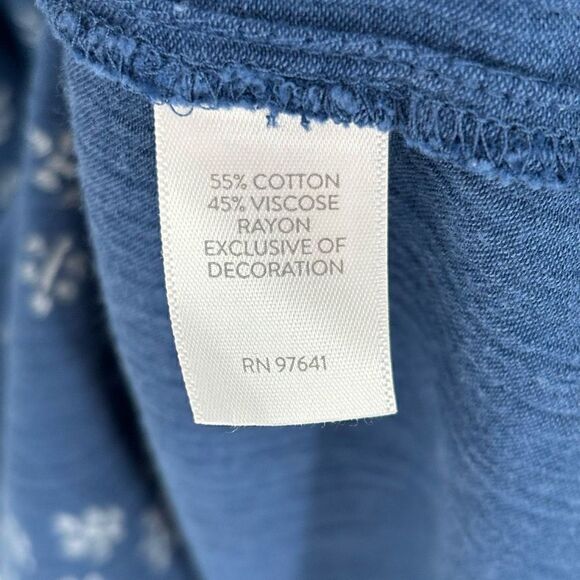 55% COTTON
45% VISCOSE
RAYON
EXCLUSIVE OF
DECORATION
RN 97641